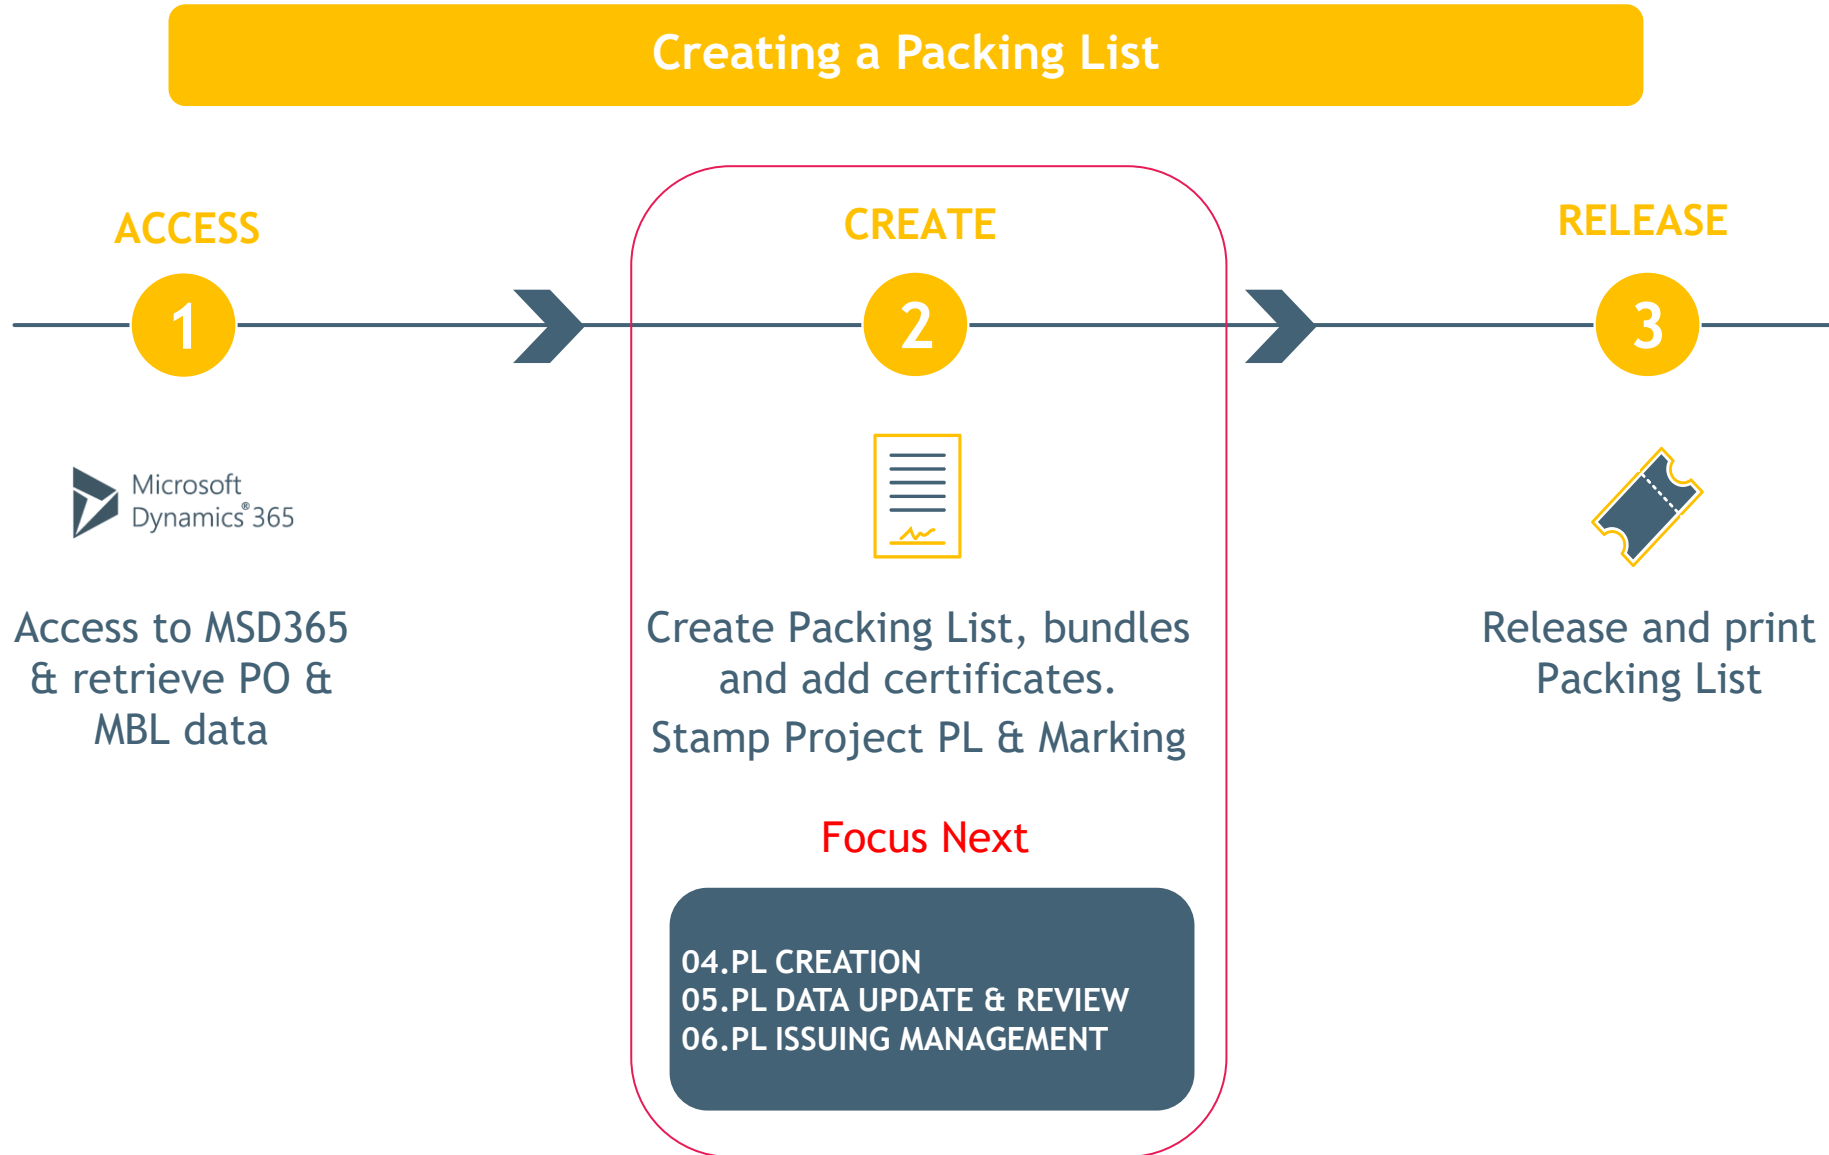 Creating a Packing List
ACCESS
1
Microsoft
Dynamics® 365
Access to MSD365
& retrieve PO &
MBL data
CREATE
2
Create Packing List, bundles
and add certificates.
Stamp Project PL & Marking
Focus Next
04.PL CREATION
05.PL DATA UPDATE & REVIEW
06.PL ISSUING MANAGEMENT
RELEASE
3
Release and print
Packing List